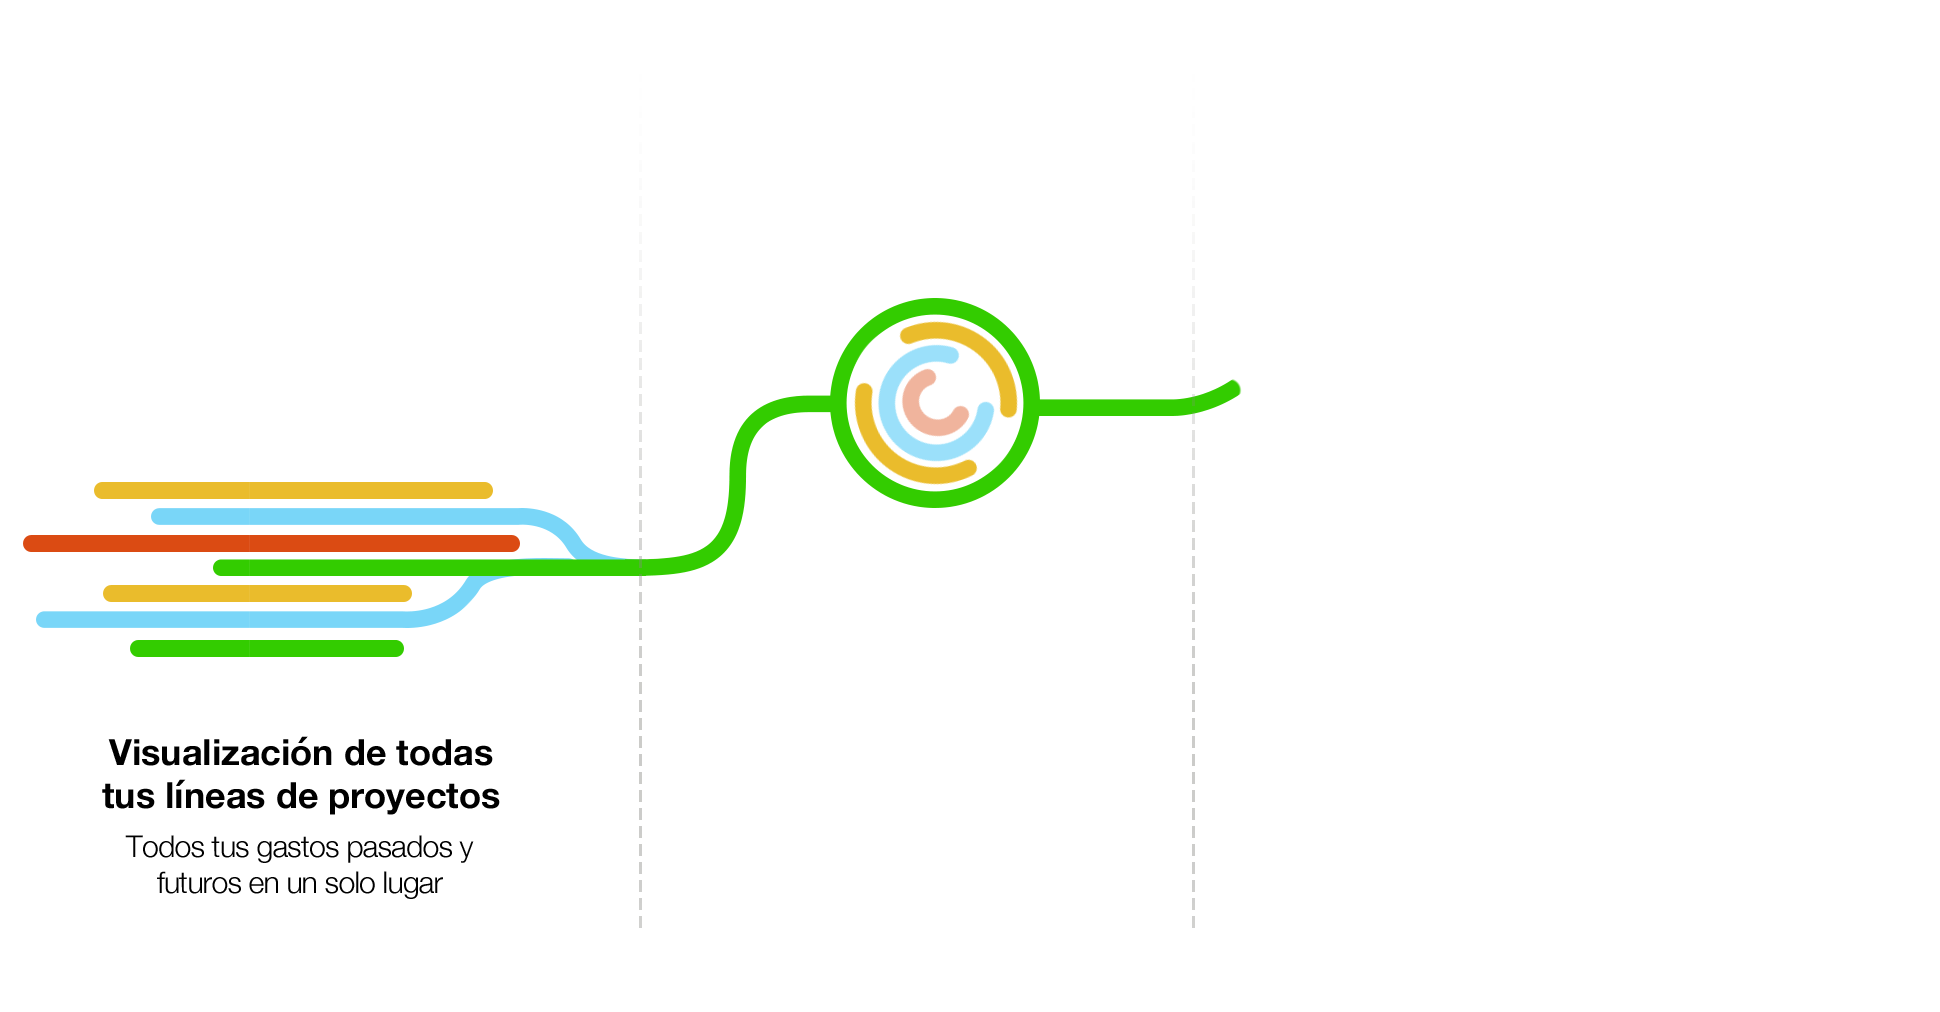 Visualización de todas
tus líneas de proyectos
Todos tus gastos pasados y
futuros en un solo lugar